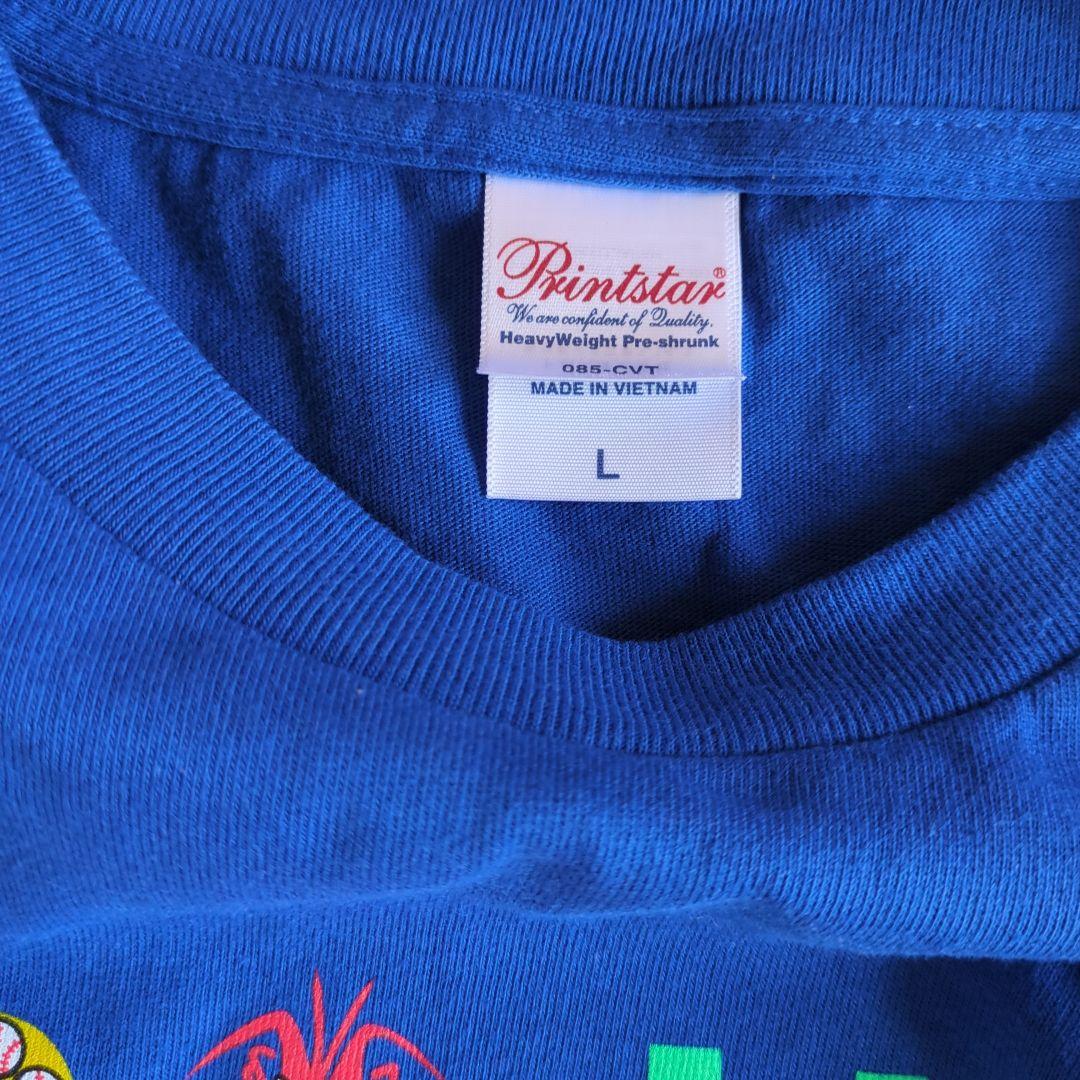 Printstar®
We are confident of Quality.
HeavyWeight Pre-shrunk
085-CVT
MADE IN VIETNAM
L